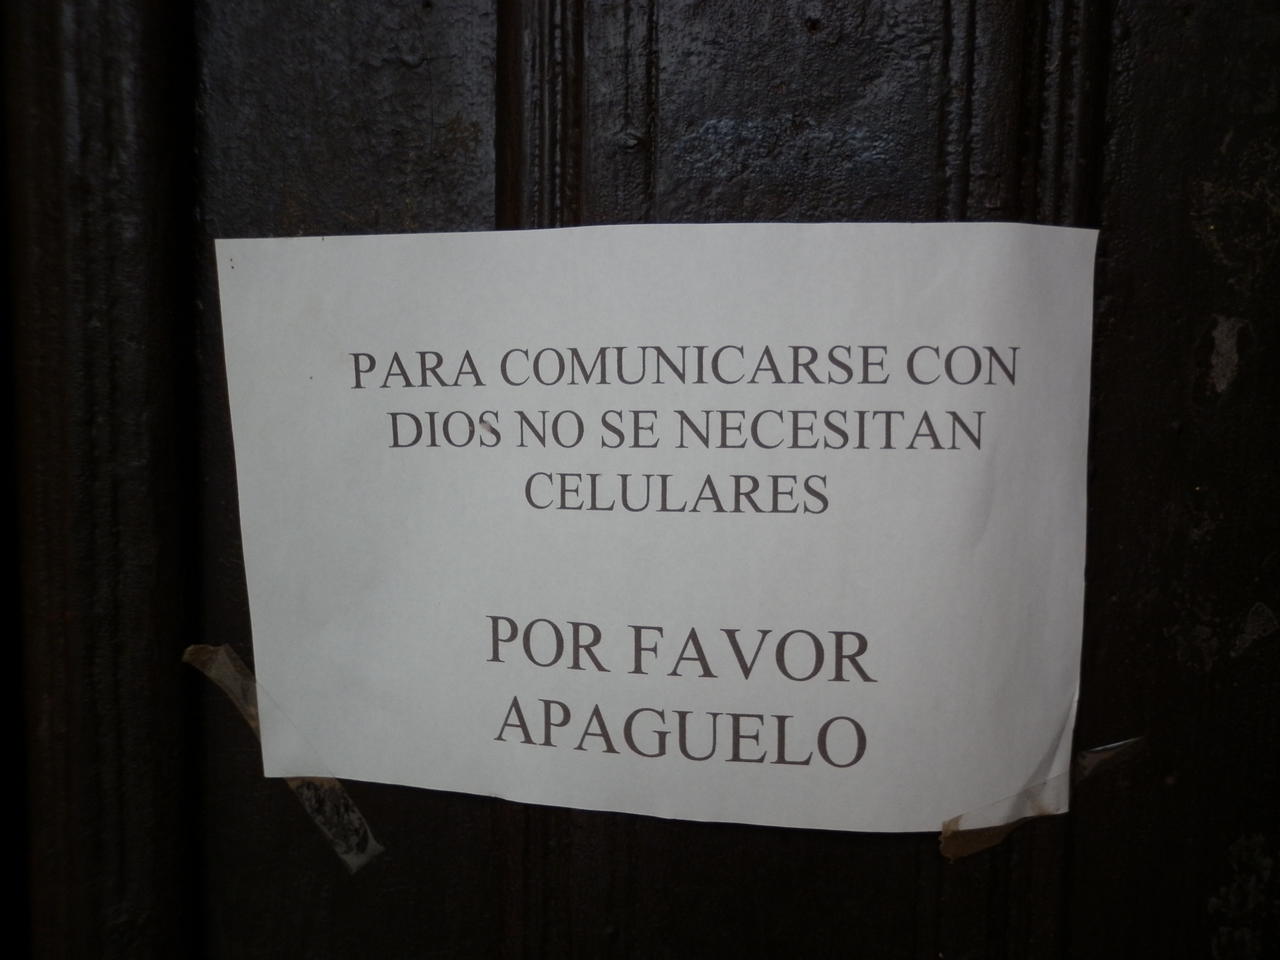 PARA COMUNICARSE CON
DIOS NO SE NECESITAN
CELULARES
POR FAVOR
APAGUELO